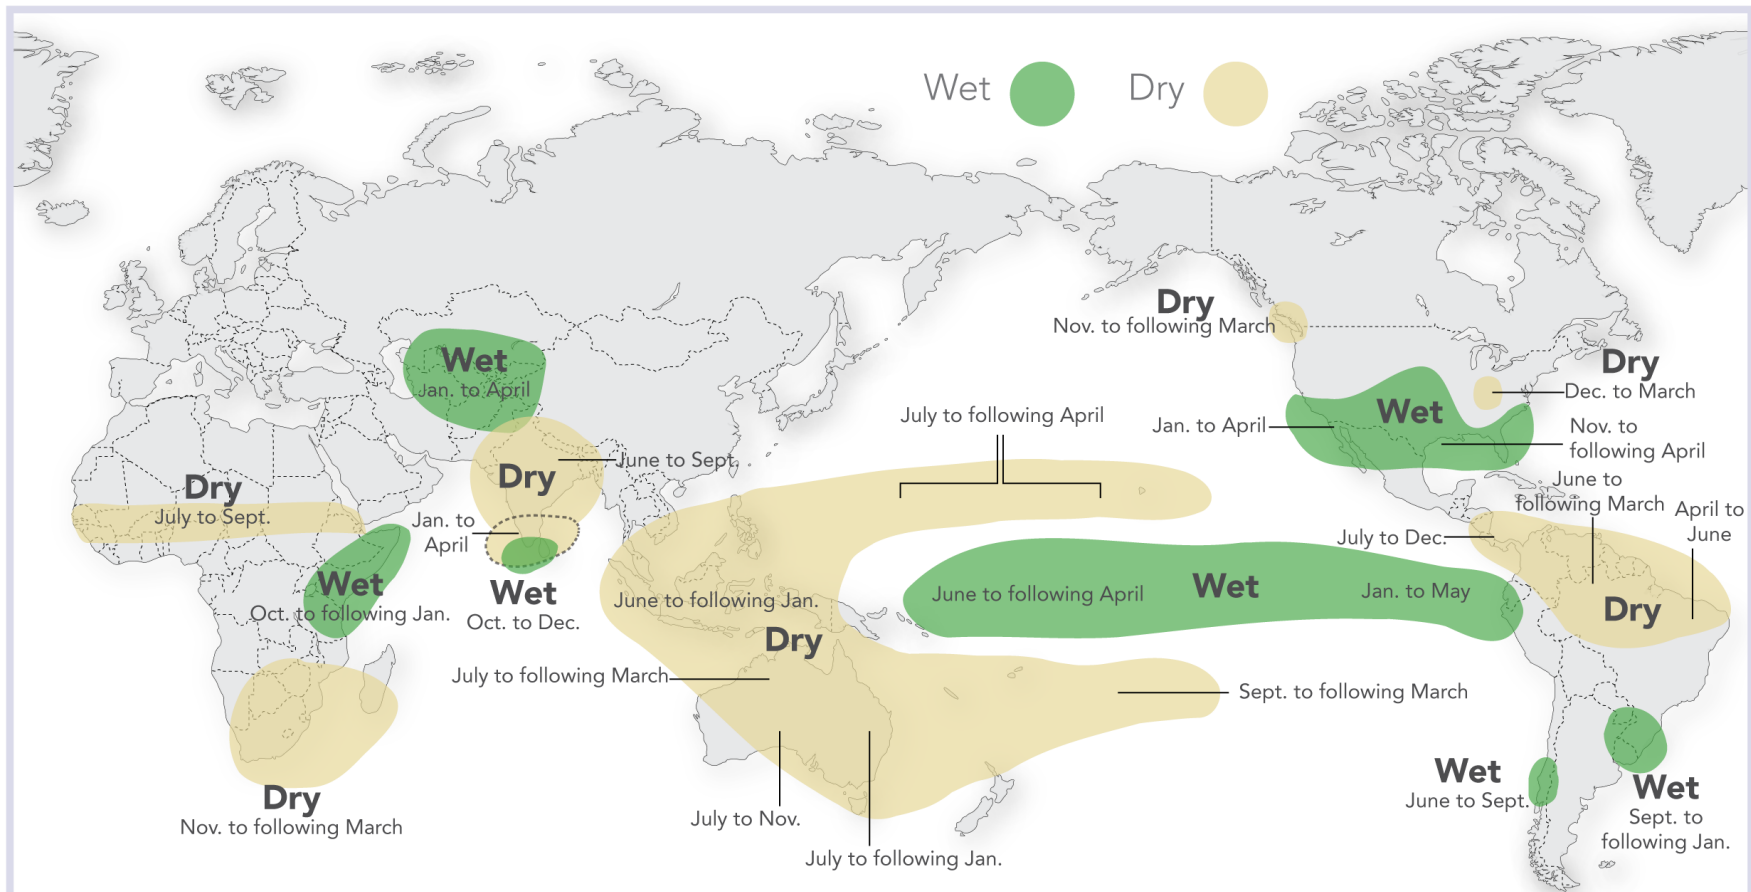 Wet
Dry
Dry
Nov. to following March
Wet
Jan. to April
Dry
Dec. to March
Wet
Jan. to April
Nov. to
following April
July to following April
June to Sept.
Dry
Dry
July to Sept.
Jan. to
April
June to
following March
April to
June
July to Dec.
Wet
Oct. to following Jan.
Wet
Oct. to Dec.
June to following Jan.
Dry
June to following April
Wet
Jan. to May
Dry
July to following March
Sept. to following March
Dry
Nov. to following March
July to Nov.
July to following Jan.
Wet
June to Sept.
Wet
Sept. to
following Jan.